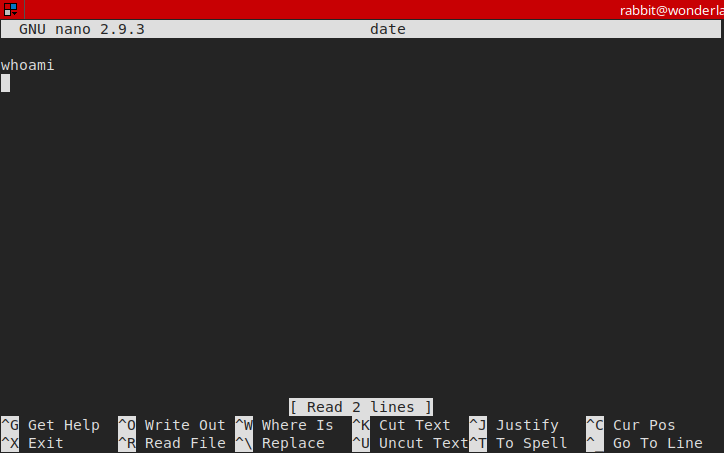 rabbit@wonderla
GNU nano 2.9.3 date
whoami
[ Read 2 lines ]
^G Get Help ^O Write Out ^W Where Is ^K Cut Text ^J Justify ^C Cur Pos
^X Exit ^R Read File ^\ Replace ^U Uncut Text ^T To Spell ^_ Go To Line